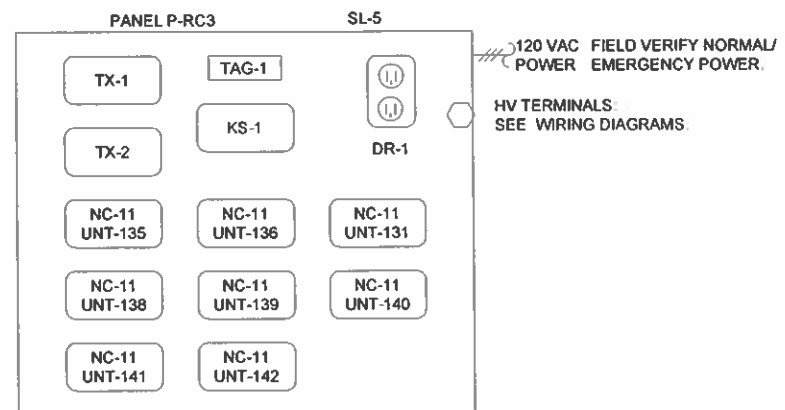 PANEL P-RC3
SL-5
TX-1
TAG-1
120 VAC FIELD VERIFY NORMAL/
POWER EMERGENCY POWER.
KS-1
HV TERMINALS:
SEE WIRING DIAGRAMS.
TX-2
DR-1
NC-11
UNT-135
NC-11
UNT-136
NC-11
UNT-131
NC-11
UNT-138
NC-11
UNT-139
NC-11
UNT-140
NC-11
UNT-141
NC-11
UNT-142